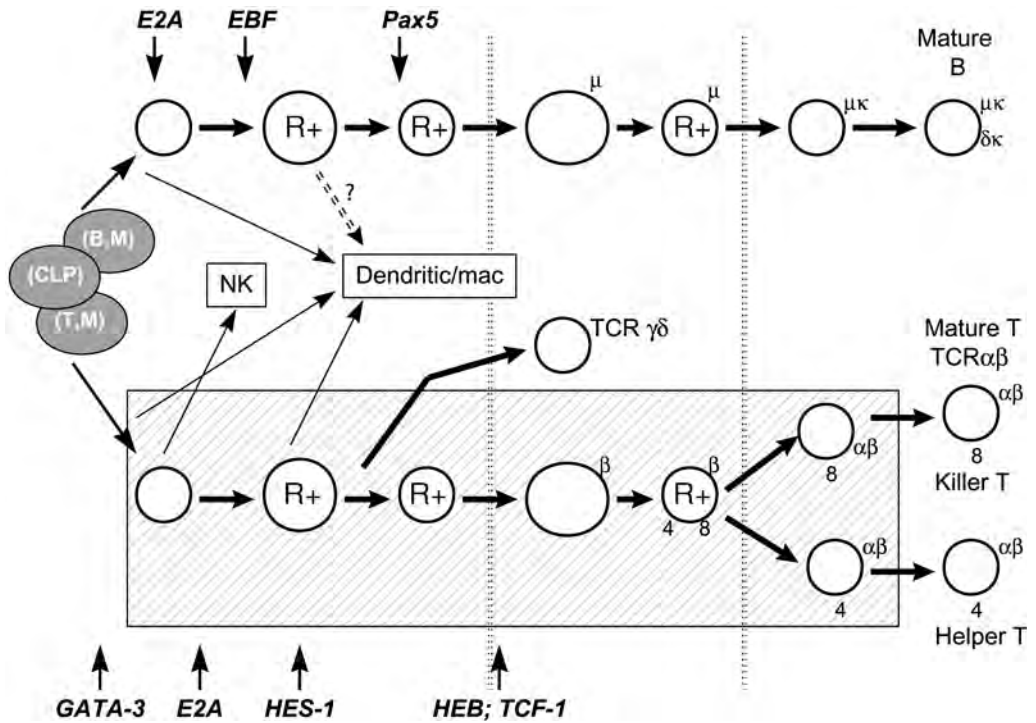 E2A EBF Pax5
Mature
B
μ μ μκ μκ
R+ R+ R+ δκ
?
(B,M)
(CLP)
(T,M)
NK
Dendritic/mac
TCR γδ
Mature T
TCRαβ
αβ
αβ
8
8
Killer T
β β
R+ R+ R+
4 8
αβ αβ
4 4
Helper T
GATA-3 E2A HES-1 HEB; TCF-1